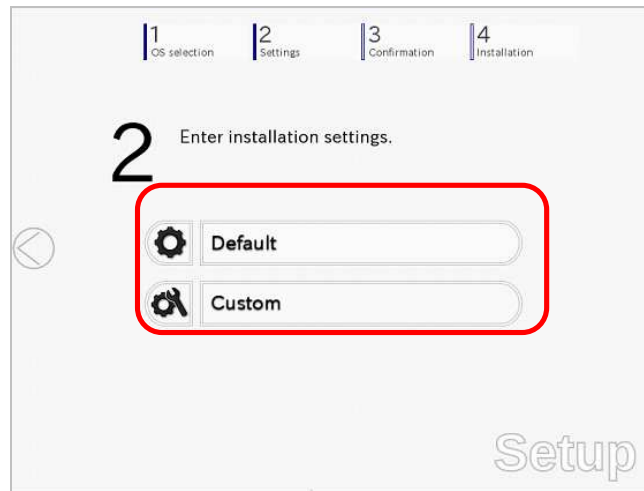 1
OS selection
2
Settings
3
Confirmation
4
Installation
2
Enter installation settings.
Default
Custom
Setup